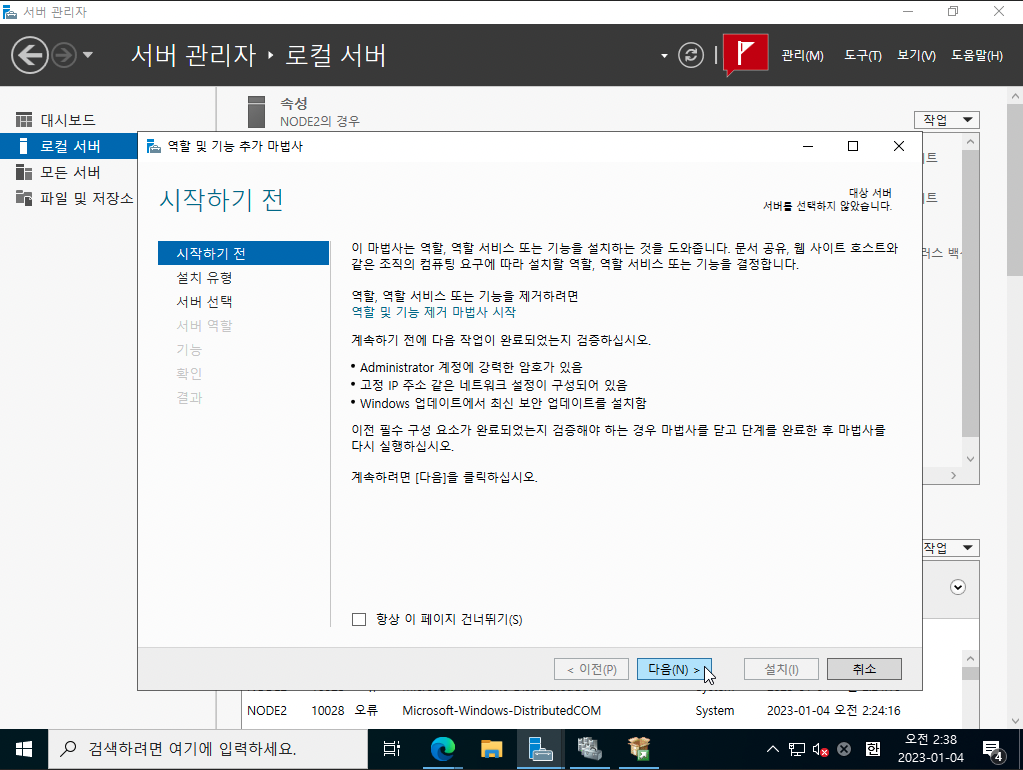 서버 관리자
서버 관리자 ‣ 로컬 서버
관리(M) 도구(T) 보기(V) 도움말(H)
대시보드
로컬 서버
모든 서버
파일 및 저장소
속성
NODE2의 경우
작업
역할 및 기능 추가 마법사
시작하기 전
대상 서버
서버를 선택하지 않았습니다.
시작하기 전
설치 유형
서버 선택
서버 역할
기능
확인
결과
이 마법사는 역할, 역할 서비스 또는 기능을 설치하는 것을 도와줍니다. 문서 공유, 웹 사이트 호스트와
같은 조직의 컴퓨팅 요구에 따라 설치할 역할, 역할 서비스 또는 기능을 결정합니다.
역할, 역할 서비스 또는 기능을 제거하려면
역할 및 기능 제거 마법사 시작
계속하기 전에 다음 작업이 완료되었는지 검증하십시오.
• Administrator 계정에 강력한 암호가 있음
• 고정 IP 주소 같은 네트워크 설정이 구성되어 있음
• Windows 업데이트에서 최신 보안 업데이트를 설치함
이전 필수 구성 요소가 완료되었는지 검증해야 하는 경우 마법사를 닫고 단계를 완료한 후 마법사를
다시 실행하십시오.
계속하려면 [다음]을 클릭하십시오.
항상 이 페이지 건너뛰기(S)
< 이전(P) 다음(N) > 설치(I) 취소
작업
NODE2 10028 오류 Microsoft-Windows-DistributedCOM System 2023-01-04 오전 2:24:16
검색하려면 여기에 입력하세요.
한
오전 2:38
2023-01-04
4